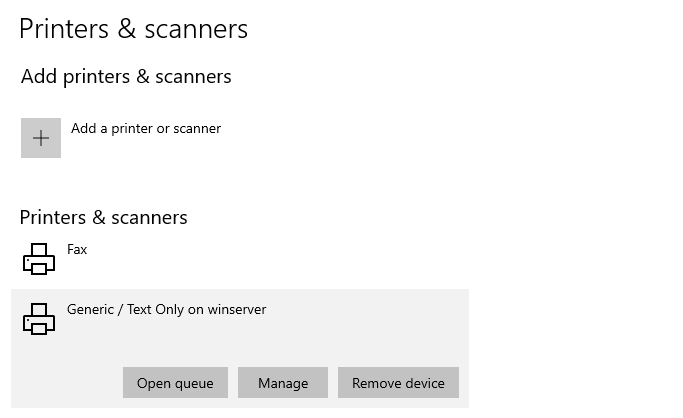 Printers & scanners
Add printers & scanners
Add a printer or scanner
Printers & scanners
Fax
Generic / Text Only on winserver
Open queue Manage Remove device